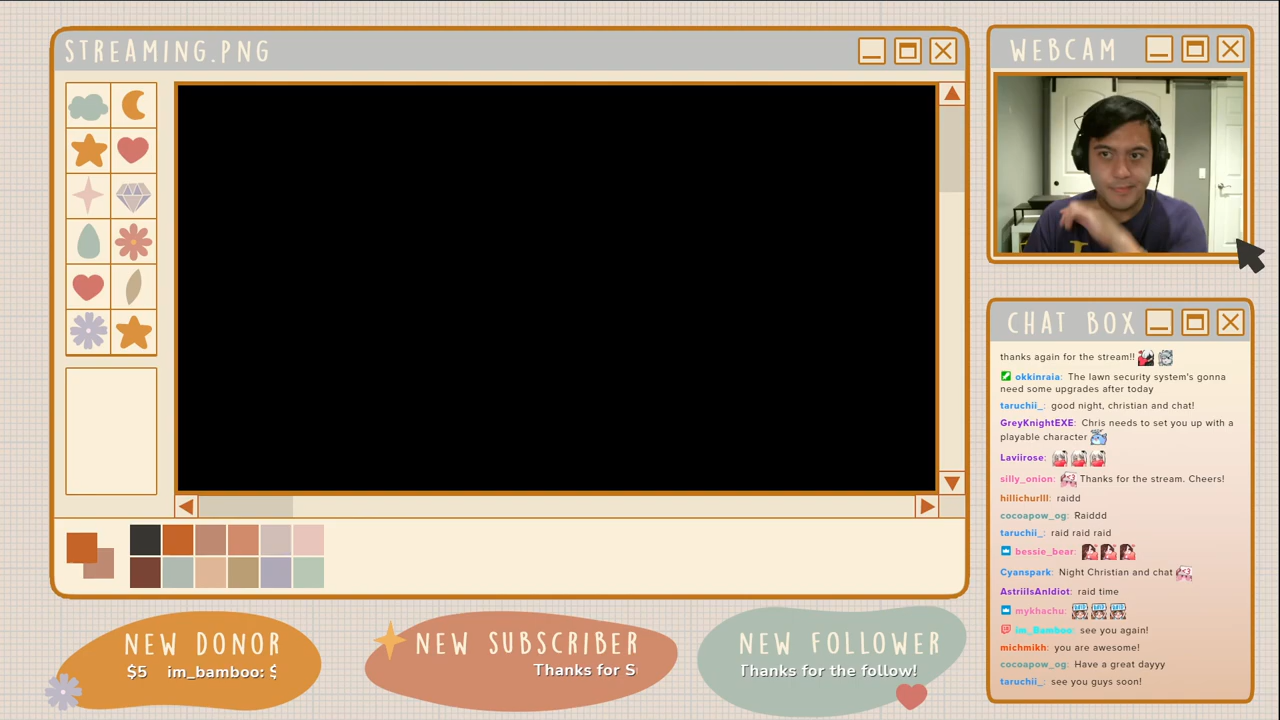 STREAMING.PNG
WEBCAM
CHAT BOX
thanks again for the stream!!
okkinraia: The lawn security system's gonna
need some upgrades after today
taruchii_: good night, christian and chat!
GreyKnightEXE: Chris needs to set you up with a
playable character
Laviirose:
silly_onion: Thanks for the stream. Cheers!
hillichurlll: raidd
cocoapow_og: Raiddd
taruchii_: raid raid raid
bessie_bear:
Cyanspark: Night Christian and chat
AstriiIsAnIdiot: raid time
mykhachu:
im_Bamboo: see you again!
michmikh: you are awesome!
cocoapow_og: Have a great dayyy
taruchii_: see you guys soon!
NEW DONOR
$5 im_bamboo: $
NEW SUBSCRIBER
Thanks for S
NEW FOLLOWER
Thanks for the follow!